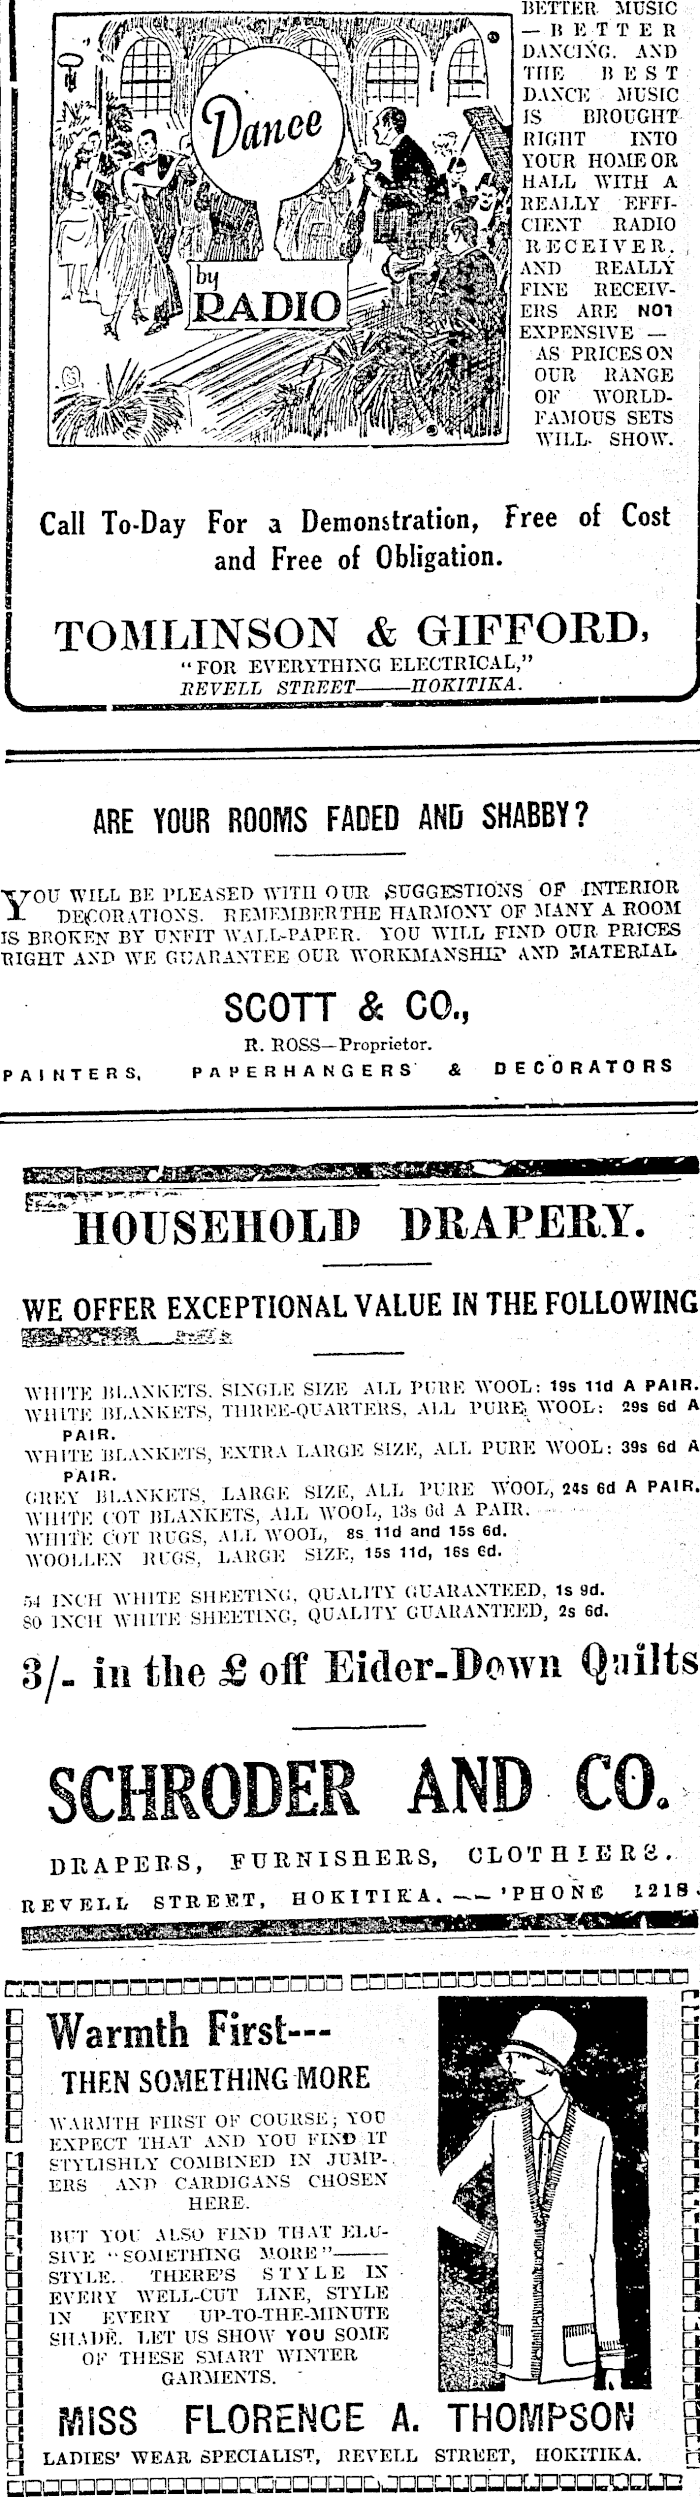 Dance
by
RADIO
BETTER MUSIC
— BETTER
DANCING, AND
THE BEST
DANCE MUSIC
IS BROUGHT
RIGHT INTO
YOUR HOME OR
HALL WITH A
REALLY EFFI-
CIENT RADIO
RECEIVER.
AND REALLY
FINE RECEIV-
ERS ARE NOT
EXPENSIVE —
AS PRICES ON
OUR RANGE
OF WORLD-
FAMOUS SETS
WILL SHOW.
Call To-Day For a Demonstration, Free of Cost
and Free of Obligation.
TOMLINSON & GIFFORD,
"FOR EVERYTHING ELECTRICAL,"
REVELL STREET——HOKITIKA.
ARE YOUR ROOMS FADED AND SHABBY?
YOU WILL BE PLEASED WITH OUR SUGGESTIONS OF INTERIOR
DECORATIONS. REMEMBER THE HARMONY OF MANY A ROOM
IS BROKEN BY UNFIT WALL-PAPER. YOU WILL FIND OUR PRICES
RIGHT AND WE GUARANTEE OUR WORKMANSHIP AND MATERIAL
SCOTT & CO.,
R. ROSS—Proprietor.
PAINTERS, PAPERHANGERS & DECORATORS
HOUSEHOLD DRAPERY.
WE OFFER EXCEPTIONAL VALUE IN THE FOLLOWING
WHITE BLANKETS, SINGLE SIZE ALL PURE WOOL: 19s 11d A PAIR.
WHITE BLANKETS, THREE-QUARTERS, ALL PURE WOOL: 29s 6d A
PAIR.
WHITE BLANKETS, EXTRA LARGE SIZE, ALL PURE WOOL: 39s 6d A
PAIR.
GREY BLANKETS, LARGE SIZE, ALL PURE WOOL, 24s 6d A PAIR.
WHITE COT BLANKETS, ALL WOOL, 13s 6d A PAIR.
WHITE COT RUGS, ALL WOOL, 8s 11d and 15s 6d.
WOOLLEN RUGS, LARGE SIZE, 15s 11d, 16s 6d.
54 INCH WHITE SHEETING, QUALITY GUARANTEED, 1s 9d.
80 INCH WHITE SHEETING, QUALITY GUARANTEED, 2s 6d.
3/- in the £ off Eider-Down Quilts
SCHRODER AND CO.
DRAPERS, FURNISHERS, CLOTHIERS.
REVELL STREET, HOKITIKA.——'PHONE 1218.
Warmth First---
THEN SOMETHING MORE
WARMTH FIRST OF COURSE; YOU
EXPECT THAT AND YOU FIND IT
STYLISHLY COMBINED IN JUMP-
ERS AND CARDIGANS CHOSEN
HERE.
BUT YOU ALSO FIND THAT ELU-
SIVE "SOMETHING MORE"——
STYLE. THERE'S STYLE IN
EVERY WELL-CUT LINE, STYLE
IN EVERY UP-TO-THE-MINUTE
SHADE. LET US SHOW YOU SOME
OF THESE SMART WINTER
GARMENTS.
MISS FLORENCE A. THOMPSON
LADIES' WEAR SPECIALIST, REVELL STREET, HOKITIKA.